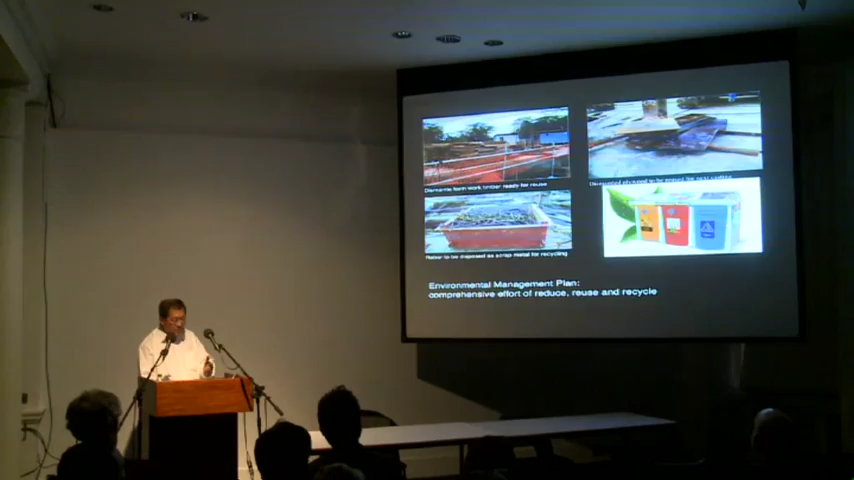 Dismantle form work timber ready for reuse
Rebar to be disposed as scrap metal for recycling
Environmental Management Plan:
comprehensive effort of reduce, reuse and recycle